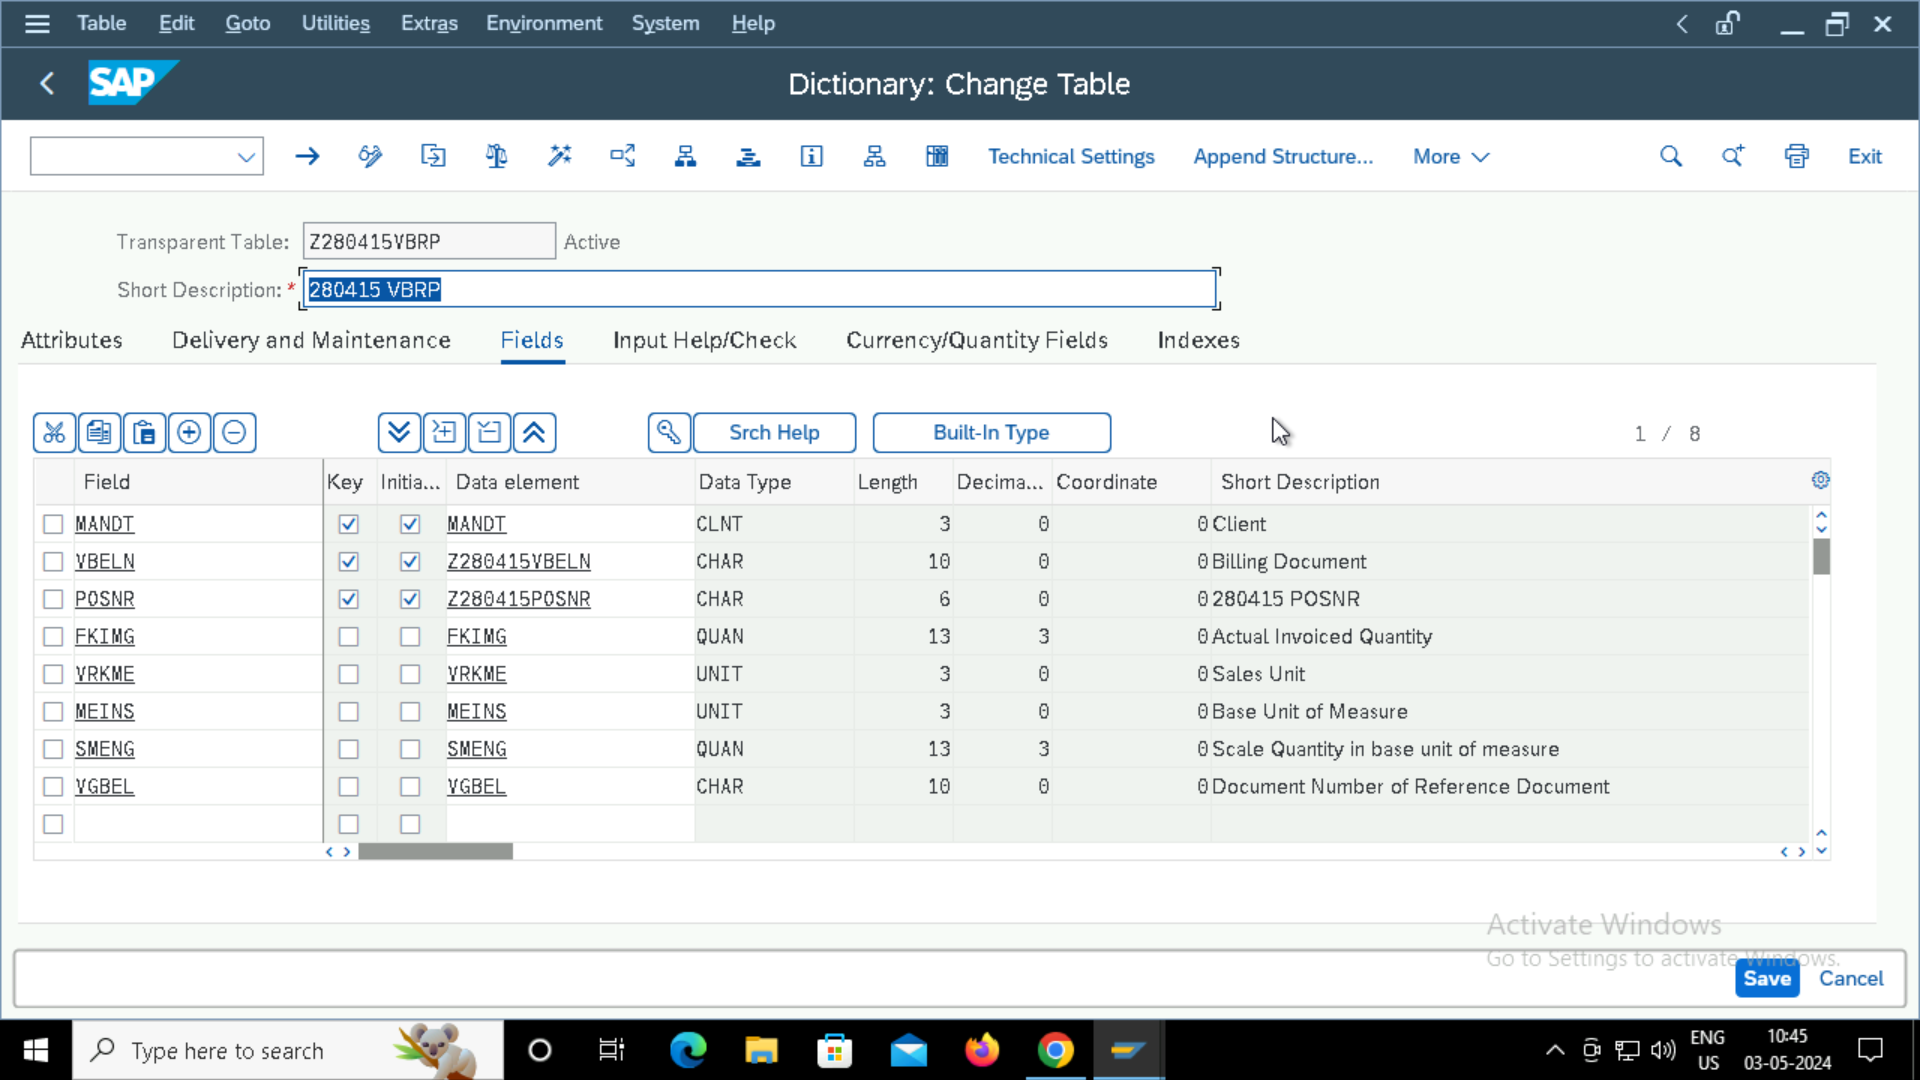 Table Edit Goto Utilities Extras Environment System Help
SAP Dictionary: Change Table
Technical Settings Append Structure... More Exit
Transparent Table: Z280415VBRP Active
Short Description: * 280415 VBRP
Attributes Delivery and Maintenance Fields Input Help/Check Currency/Quantity Fields Indexes
Srch Help Built-In Type 1 / 8
Field Key Initia... Data element Data Type Length Decima... Coordinate Short Description
MANDT MANDT CLNT 3 0 0 Client
VBELN Z280415VBELN CHAR 10 0 0 Billing Document
POSNR Z280415POSNR CHAR 6 0 0 280415 POSNR
FKIMG FKIMG QUAN 13 3 0 Actual Invoiced Quantity
VRKME VRKME UNIT 3 0 0 Sales Unit
MEINS MEINS UNIT 3 0 0 Base Unit of Measure
SMENG SMENG QUAN 13 3 0 Scale Quantity in base unit of measure
VGBEL VGBEL CHAR 10 0 0 Document Number of Reference Document
Activate Windows
Go to Settings to activate Windows.
Save Cancel
Type here to search ENG 10:45
US 03-05-2024